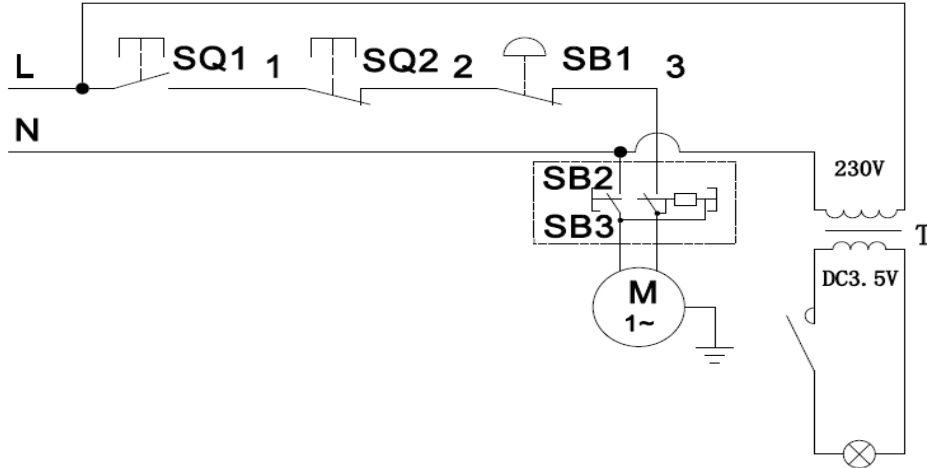 L
SQ1 1
SQ2 2
SB1 3
N
SB2
SB3
M
1~
230V
T
DC3.5V